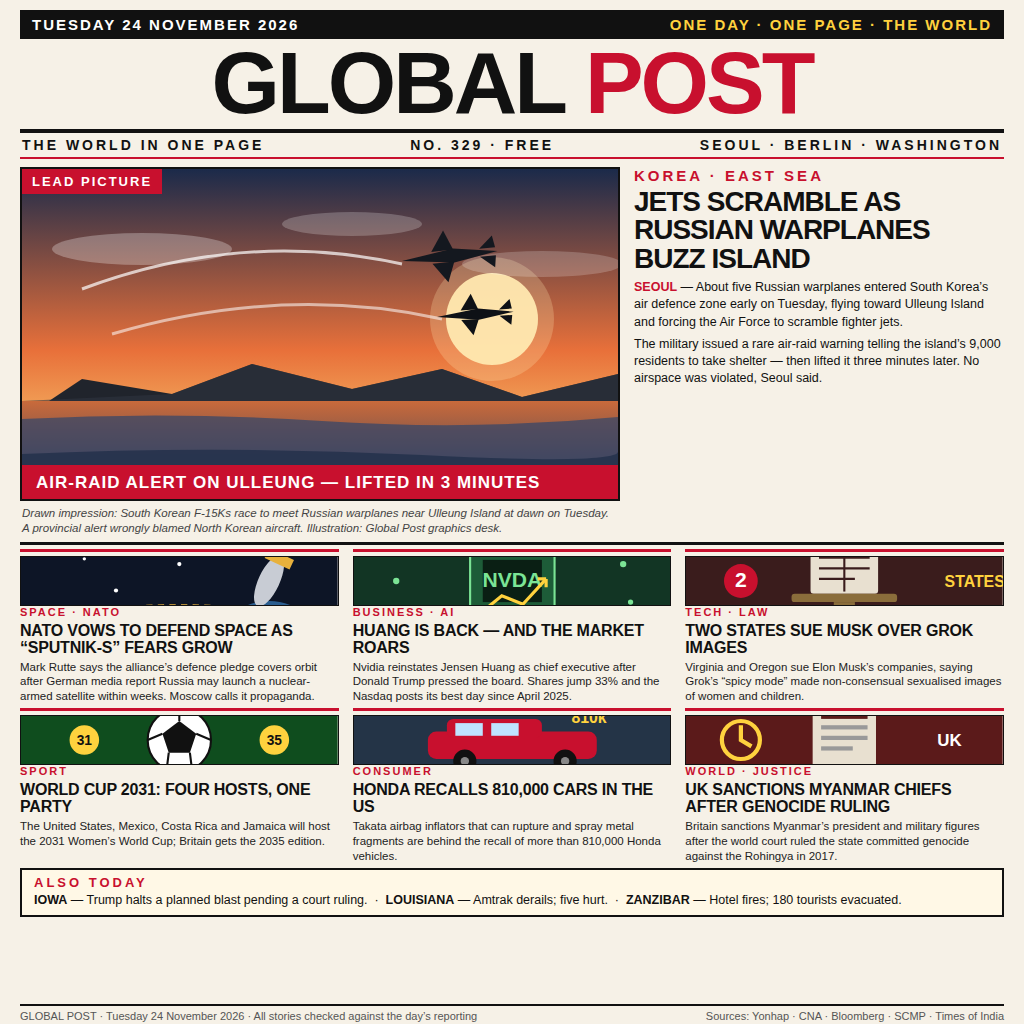 TUESDAY 24 NOVEMBER 2026
ONE DAY · ONE PAGE · THE WORLD
GLOBAL POST
THE WORLD IN ONE PAGE
NO. 329 · FREE
SEOUL · BERLIN · WASHINGTON
LEAD PICTURE
AIR-RAID ALERT ON ULLEUNG — LIFTED IN 3 MINUTES
Drawn impression: South Korean F-15Ks race to meet Russian warplanes near Ulleung Island at dawn on Tuesday.
A provincial alert wrongly blamed North Korean aircraft. Illustration: Global Post graphics desk.
KOREA · EAST SEA
JETS SCRAMBLE AS
RUSSIAN WARPLANES
BUZZ ISLAND
SEOUL — About five Russian warplanes entered South Korea’s
air defence zone early on Tuesday, flying toward Ulleung Island
and forcing the Air Force to scramble fighter jets.
The military issued a rare air-raid warning telling the island’s 9,000
residents to take shelter — then lifted it three minutes later. No
airspace was violated, Seoul said.
SPACE · NATO
NATO VOWS TO DEFEND SPACE AS
“SPUTNIK-S” FEARS GROW
Mark Rutte says the alliance’s defence pledge covers orbit
after German media report Russia may launch a nuclear-
armed satellite within weeks. Moscow calls it propaganda.
NVDA
BUSINESS · AI
HUANG IS BACK — AND THE MARKET
ROARS
Nvidia reinstates Jensen Huang as chief executive after
Donald Trump pressed the board. Shares jump 33% and the
Nasdaq posts its best day since April 2025.
2
STATES
TECH · LAW
TWO STATES SUE MUSK OVER GROK
IMAGES
Virginia and Oregon sue Elon Musk’s companies, saying
Grok’s “spicy mode” made non-consensual sexualised images
of women and children.
31
35
SPORT
WORLD CUP 2031: FOUR HOSTS, ONE
PARTY
The United States, Mexico, Costa Rica and Jamaica will host
the 2031 Women’s World Cup; Britain gets the 2035 edition.
810k
CONSUMER
HONDA RECALLS 810,000 CARS IN THE
US
Takata airbag inflators that can rupture and spray metal
fragments are behind the recall of more than 810,000 Honda
vehicles.
UK
WORLD · JUSTICE
UK SANCTIONS MYANMAR CHIEFS
AFTER GENOCIDE RULING
Britain sanctions Myanmar’s president and military figures
after the world court ruled the state committed genocide
against the Rohingya in 2017.
ALSO TODAY
IOWA — Trump halts a planned blast pending a court ruling. · LOUISIANA — Amtrak derails; five hurt. · ZANZIBAR — Hotel fires; 180 tourists evacuated.
GLOBAL POST · Tuesday 24 November 2026 · All stories checked against the day’s reporting
Sources: Yonhap · CNA · Bloomberg · SCMP · Times of India